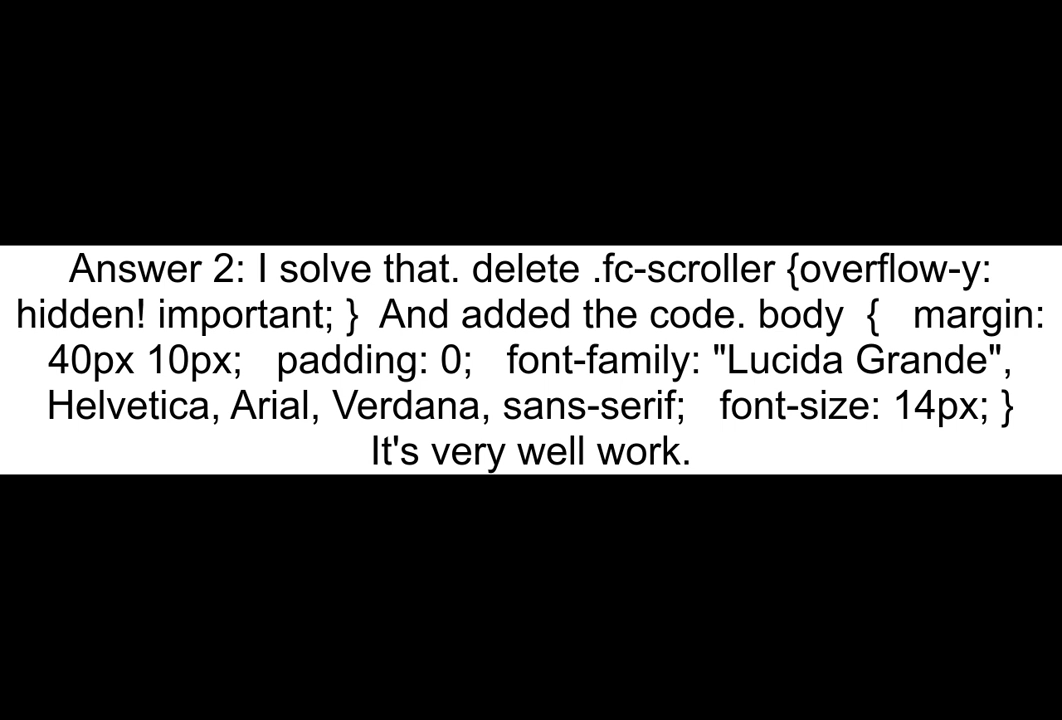 Answer 2: I solve that. delete .fc-scroller {overflow-y:
hidden! important; }  And added the code. body  {   margin:
40px 10px;   padding: 0;   font-family: "Lucida Grande",
Helvetica, Arial, Verdana, sans-serif;   font-size: 14px; }
It's very well work.